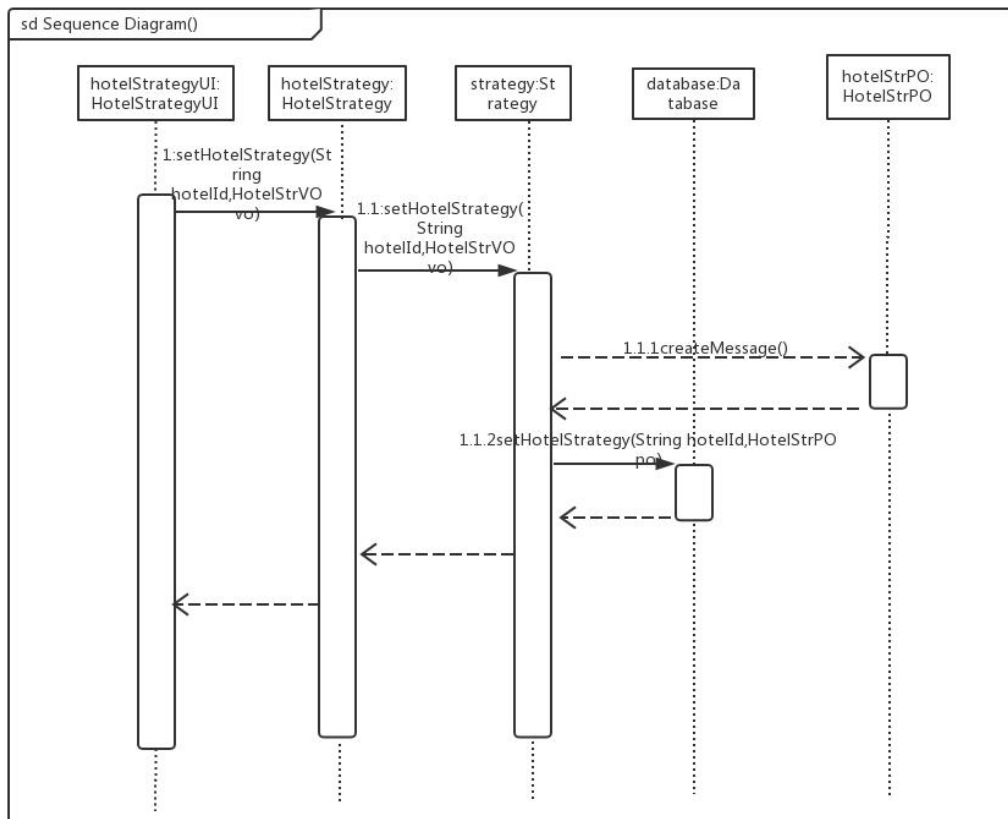 sd Sequence Diagram()
hotelStrategyUI:
HotelStrategyUI
hotelStrategy:
HotelStrategy
strategy:St
rategy
database:Da
tabase
hotelStrPO:
HotelStrPO
1:setHotelStrategy(St
ring
hotelId,HotelStrVO
vo)
1.1:setHotelStrategy(
String
hotelId,HotelStrVO
vo)
1.1.1createMessage()
1.1.2setHotelStrategy(String hotelId,HotelStrPO
po)